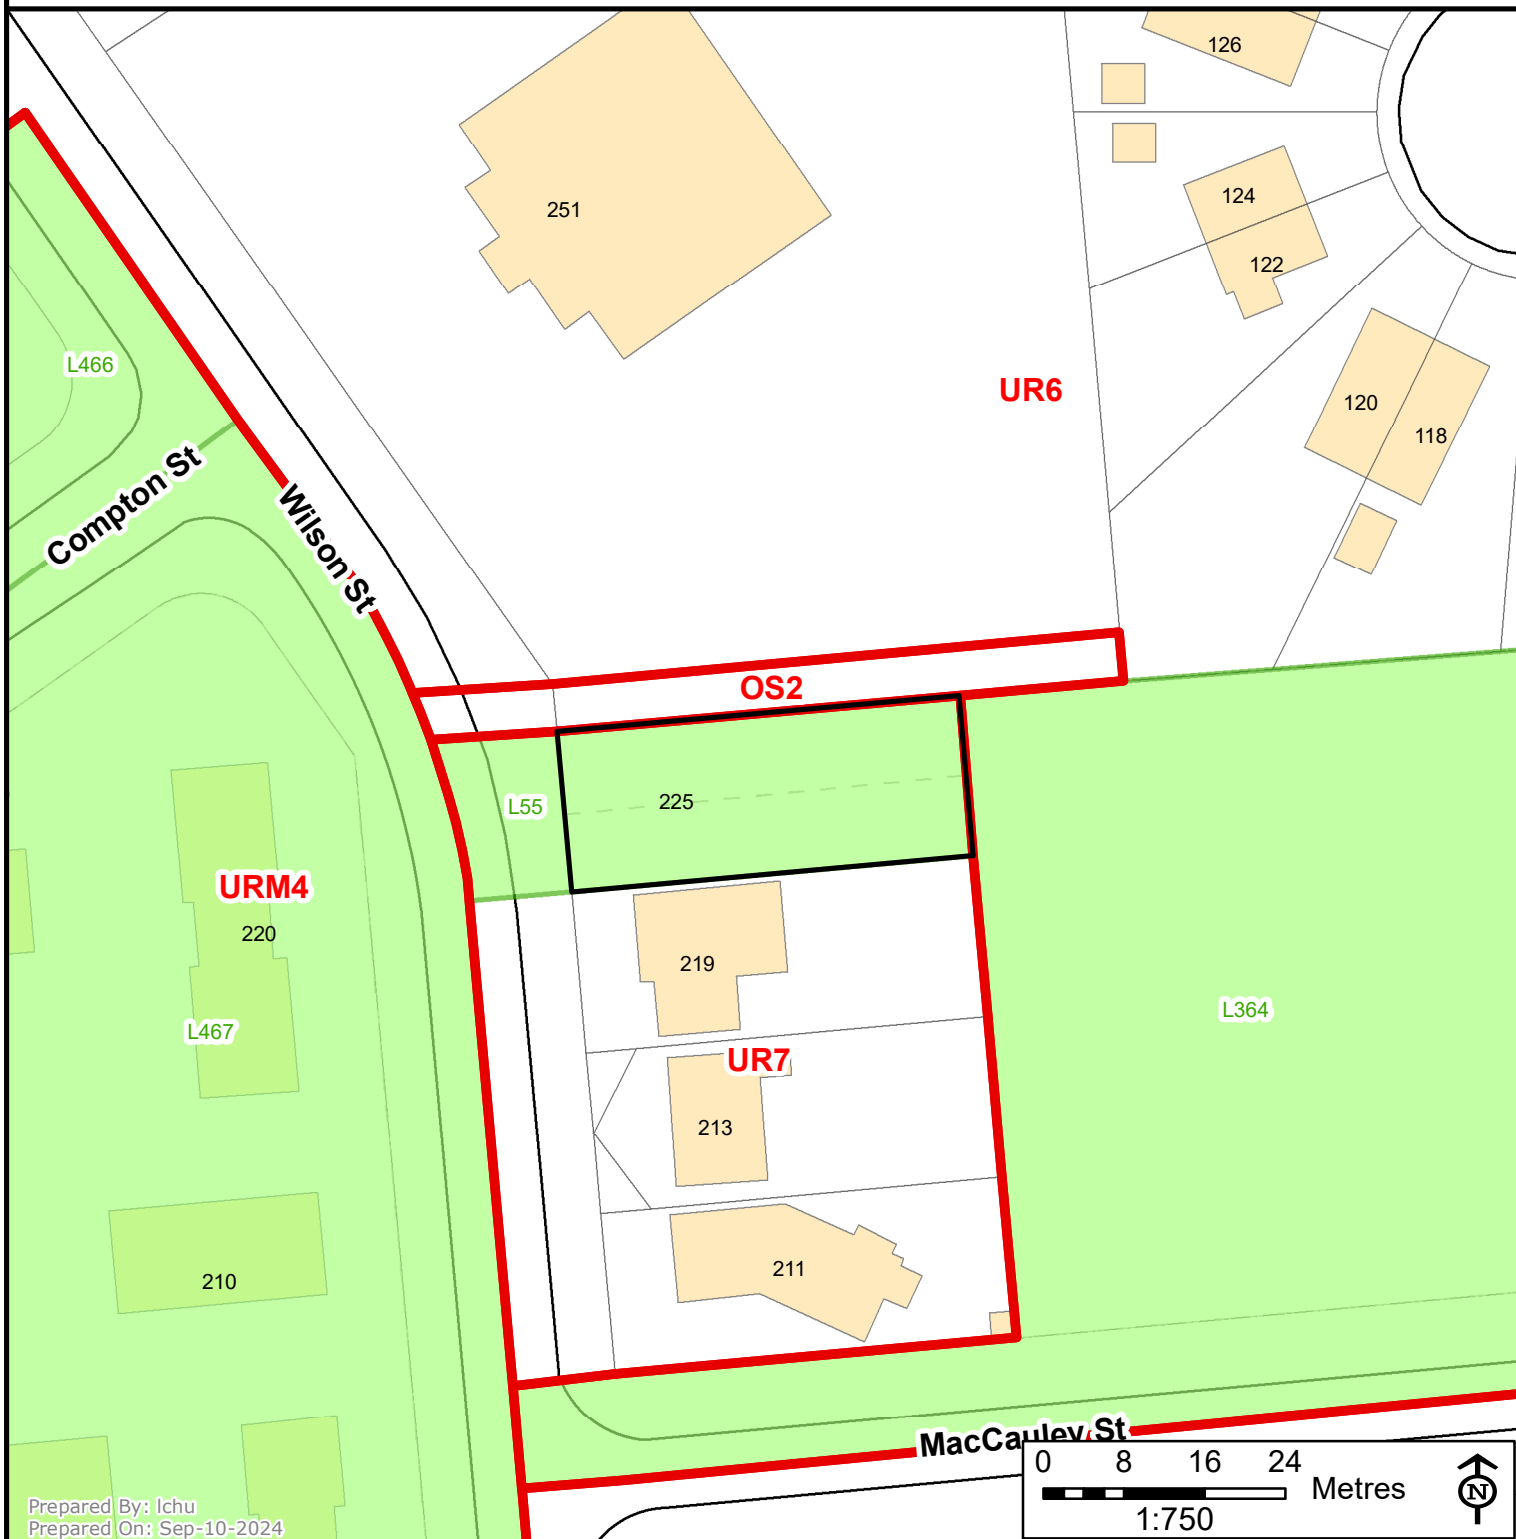 126
124
251
122
L466
UR6
120
118
Compton St
Wilson St
OS2
225
L55
URM4
220
219
L364
L467
UR7
213
211
210
MacCauley St
0 8 16 24
Metres
N
1:750
Prepared By: lchu
Prepared On: Sep-10-2024